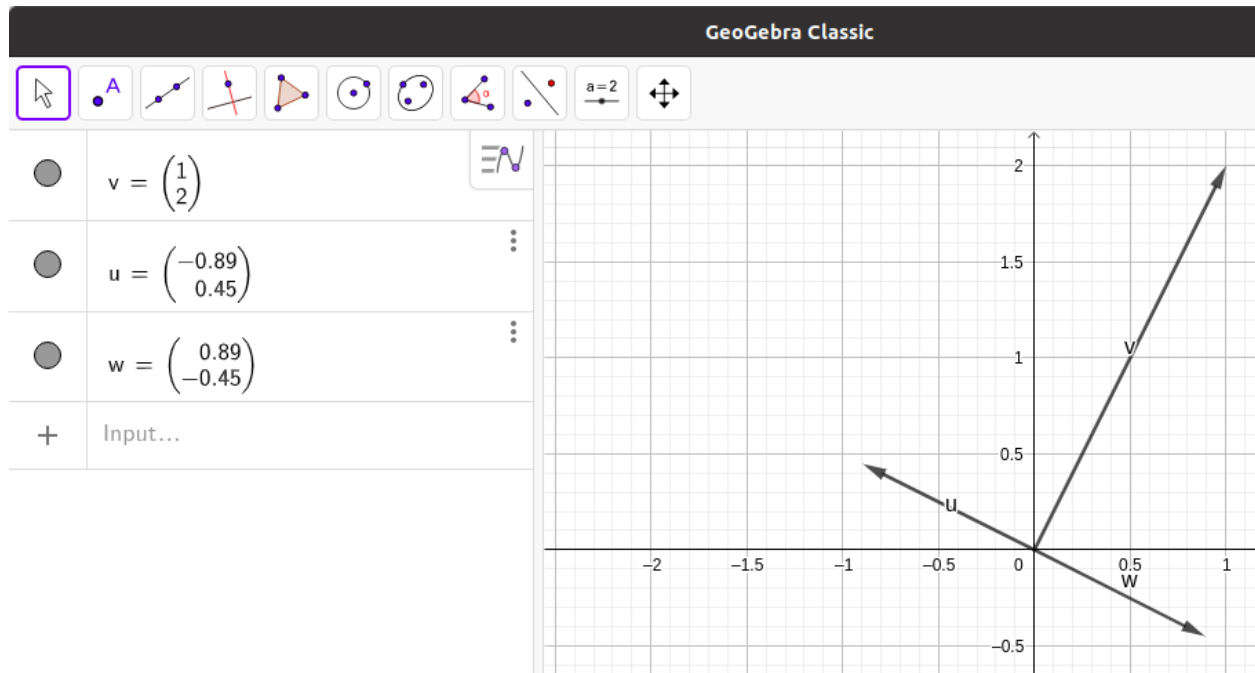 GeoGebra Classic
A
α
a=2
v = (1
2)
u = (−0.89
0.45)
w = (0.89
−0.45)
+ Input...
2
1.5
1
0.5
−2 −1.5 −1 −0.5 0 0.5 1
−0.5
v
u
w